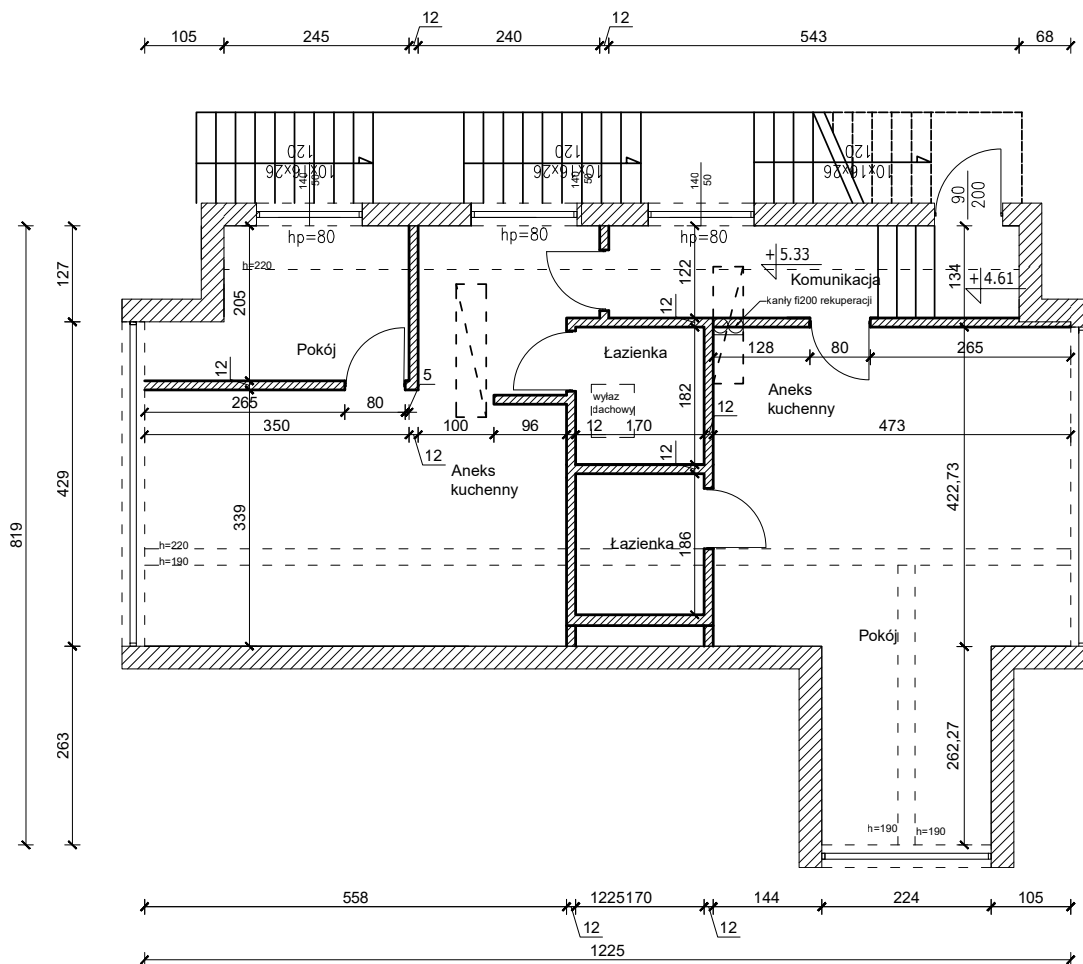 12
12
105
245
240
543
68
120
10x16x26
120
10x16x26
120
10x16x26
140
50
140
50
140
50
90
200
hp=80
hp=80
hp=80
127
h=220
205
122
+5.33
Komunikacja
134
+4.61
12
kanły fi200 rekuperacji
Pokój
Łazienka
128
80
265
12
5
182
Aneks
kuchenny
265
80
wyłaz
dachowy
12
350
100
96
12
170
473
12
Aneks
kuchenny
12
429
819
339
422,73
h=220
h=190
Łazienka
186
Pokój
263
262,27
h=190
h=190
558
1225170
144
224
105
12
12
1225